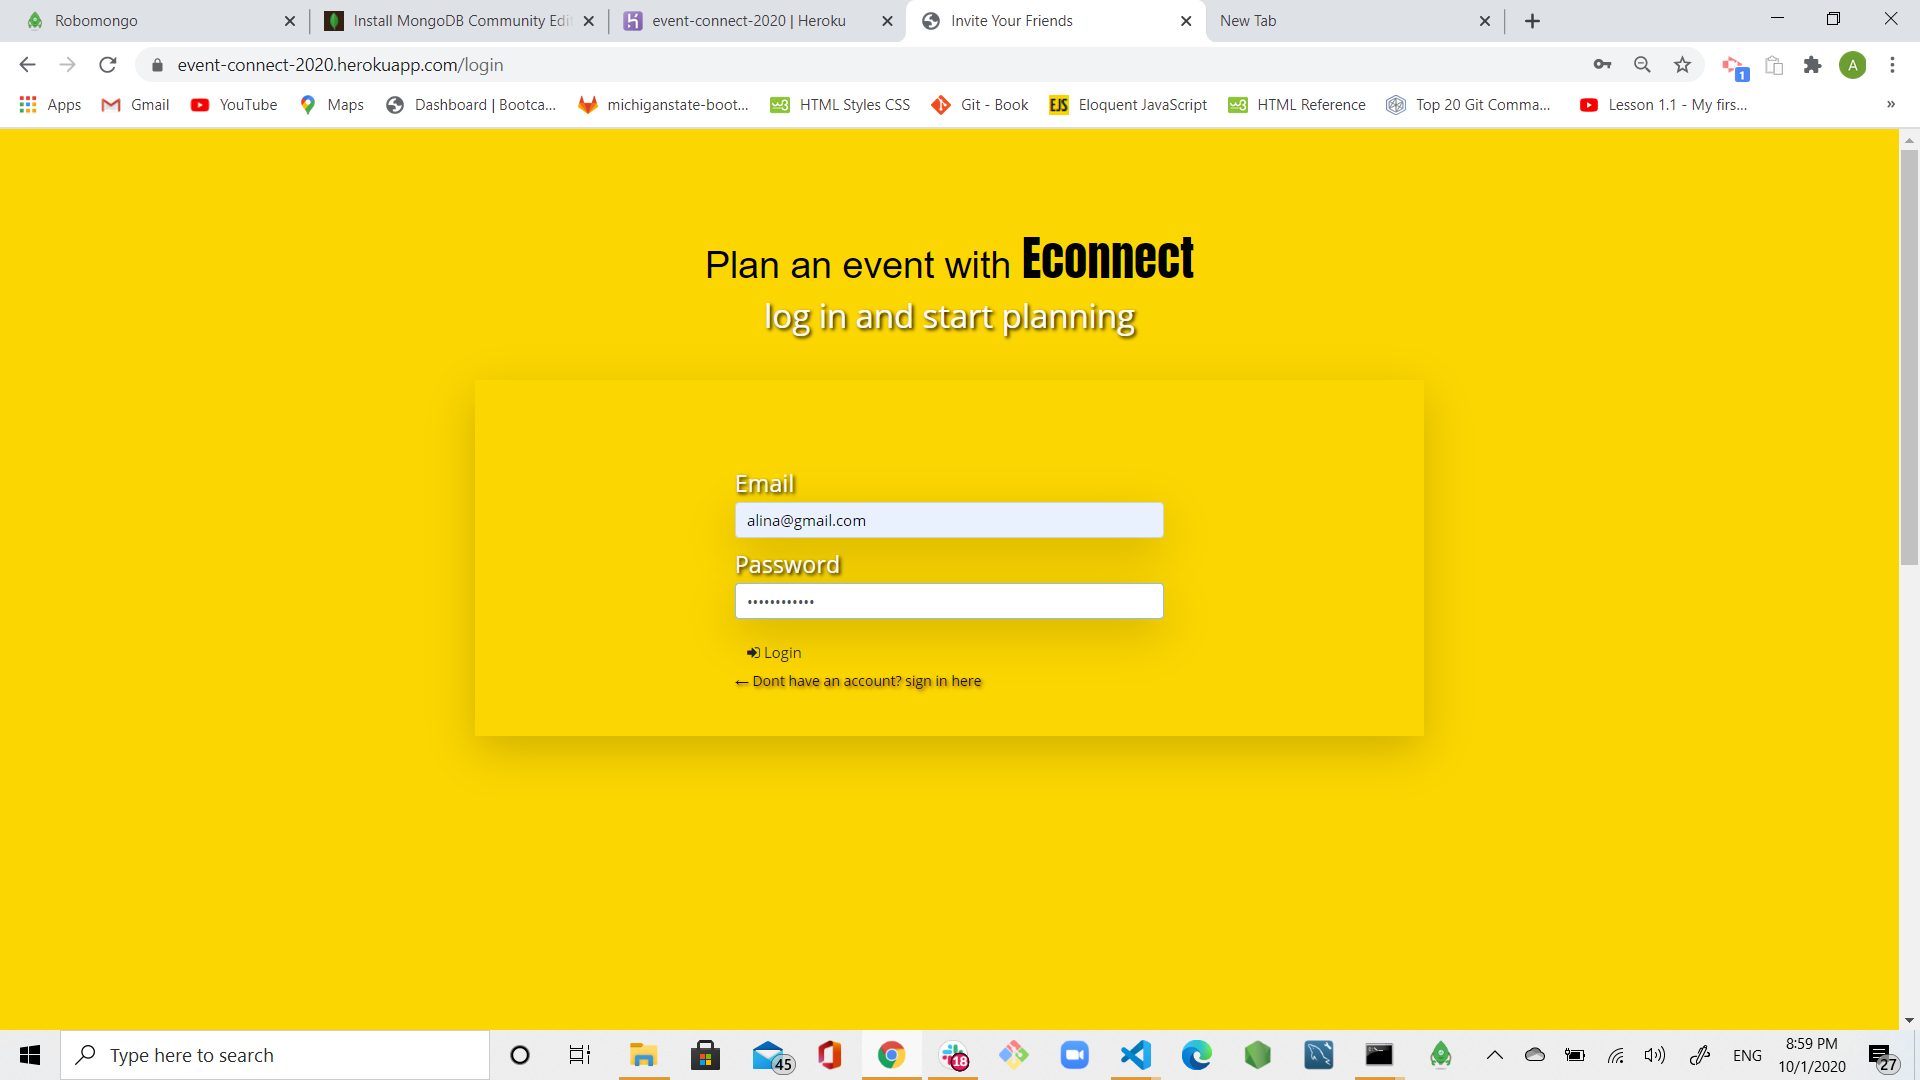 Robomongo
Install MongoDB Community Edi
event-connect-2020 | Heroku
Invite Your Friends
New Tab
event-connect-2020.herokuapp.com/login
1
A
Apps
Gmail
YouTube
Maps
Dashboard | Bootca...
michiganstate-boot...
HTML Styles CSS
Git - Book
EJS
Eloquent JavaScript
HTML Reference
Top 20 Git Comma...
Lesson 1.1 - My firs...
»
Plan an event with Econnect
log in and start planning
Email
alina@gmail.com
Password
••••••••••••
Login
← Dont have an account? sign in here
Type here to search
45
18
ENG
8:59 PM
10/1/2020
27